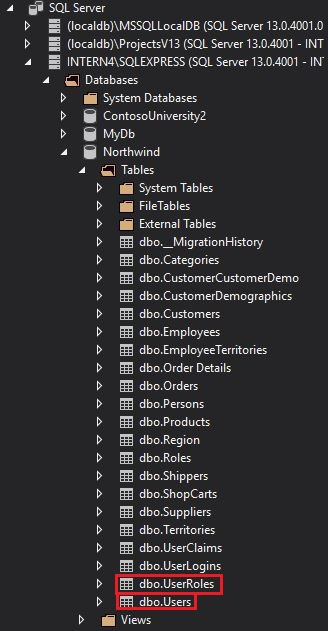 SQL Server
(localdb)\MSSQLLocalDB (SQL Server 13.0.4001.0
(localdb)\ProjectsV13 (SQL Server 13.0.4001 - INT
INTERN4\SQLEXPRESS (SQL Server 13.0.4001 - INT
Databases
System Databases
ContosoUniversity2
MyDb
Northwind
Tables
System Tables
FileTables
External Tables
dbo.__MigrationHistory
dbo.Categories
dbo.CustomerCustomerDemo
dbo.CustomerDemographics
dbo.Customers
dbo.Employees
dbo.EmployeeTerritories
dbo.Order Details
dbo.Orders
dbo.Persons
dbo.Products
dbo.Region
dbo.Roles
dbo.Shippers
dbo.ShopCarts
dbo.Suppliers
dbo.Territories
dbo.UserClaims
dbo.UserLogins
dbo.UserRoles
dbo.Users
Views